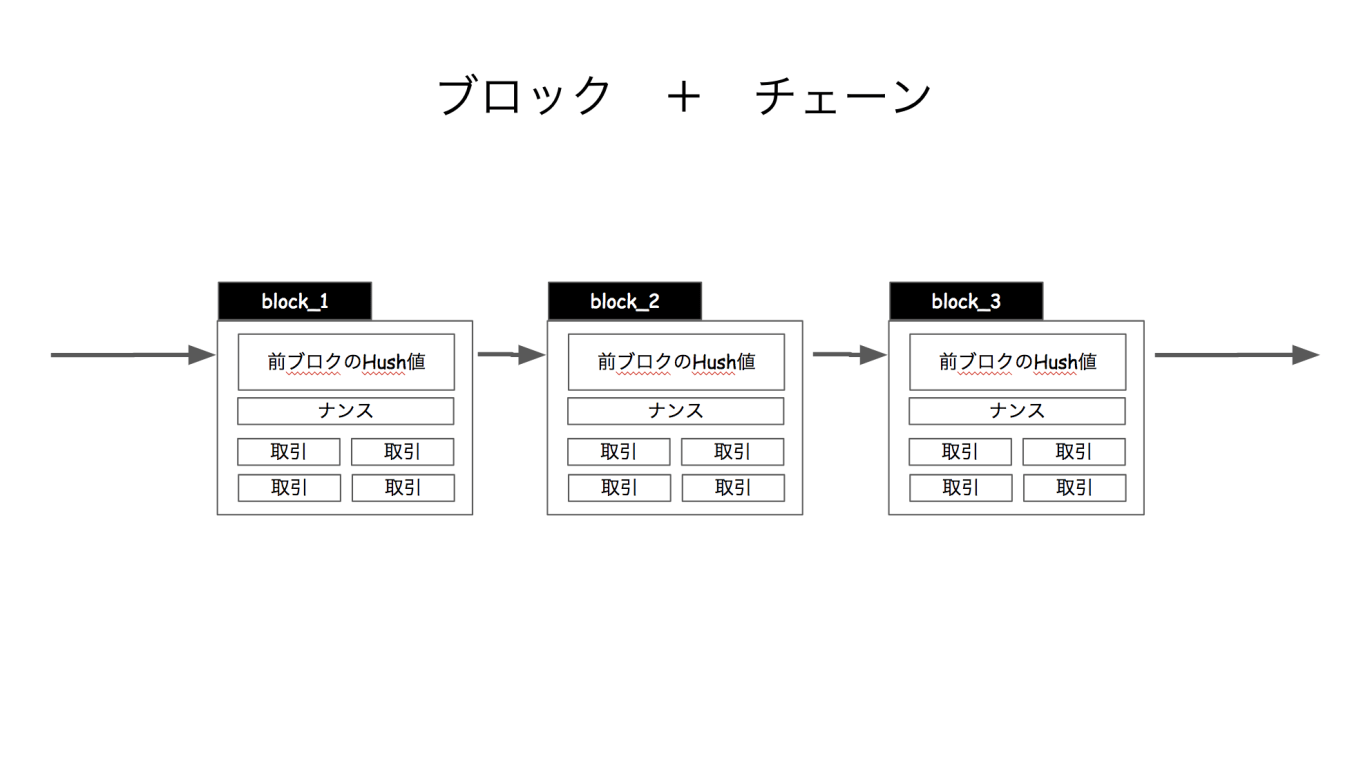 ブロック　＋　チェーン
block_1
前ブロクのHush値
ナンス
取引 取引
取引 取引
block_2
前ブロクのHush値
ナンス
取引 取引
取引 取引
block_3
前ブロクのHush値
ナンス
取引 取引
取引 取引